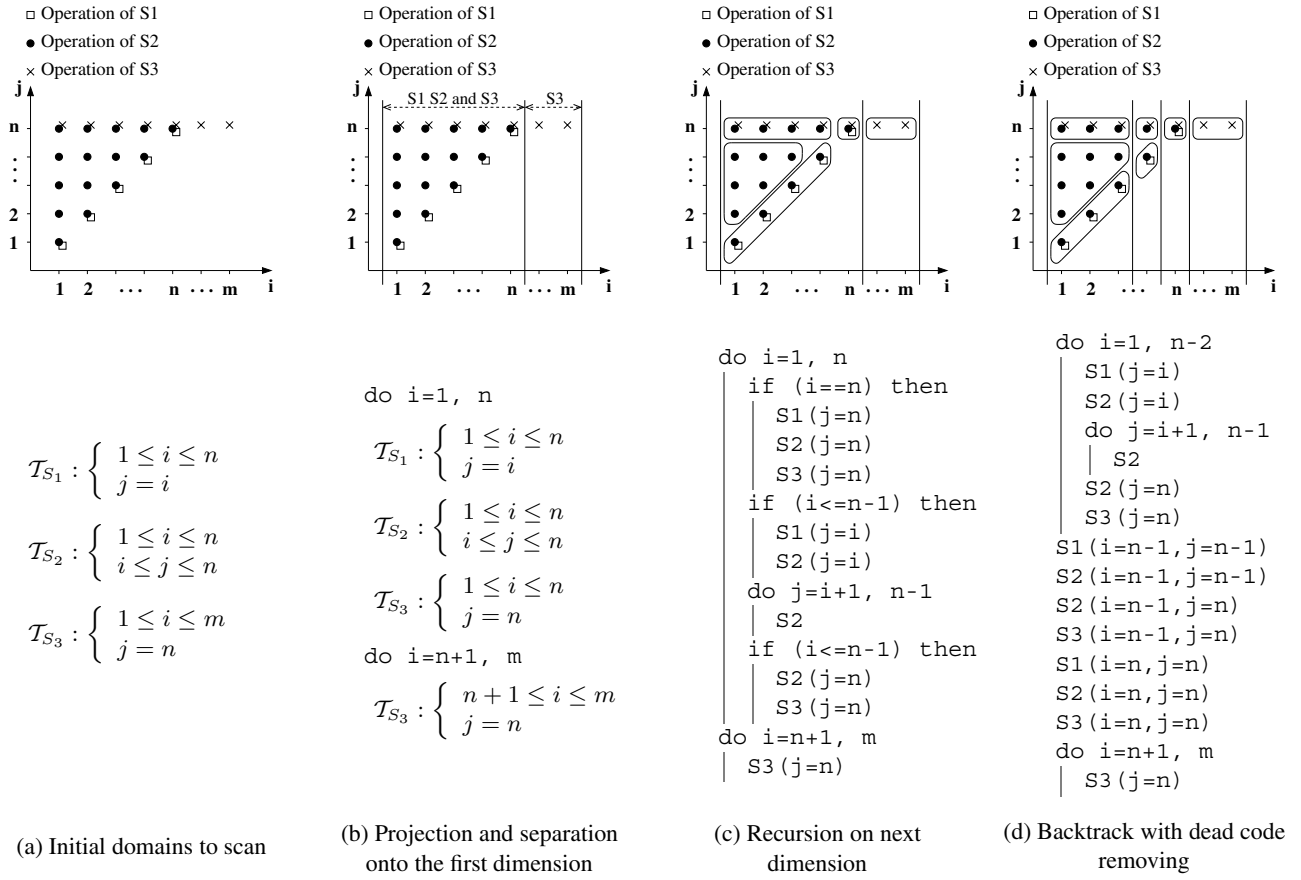 □ Operation of S1
● Operation of S2
× Operation of S3
j
n
⋮
2
1
1 2 ... n ... m i
𝒯S1 : { 1 ≤ i ≤ n
j = i
𝒯S2 : { 1 ≤ i ≤ n
i ≤ j ≤ n
𝒯S3 : { 1 ≤ i ≤ m
j = n
(a) Initial domains to scan
□ Operation of S1
● Operation of S2
× Operation of S3
j
S1 S2 and S3 S3
n
⋮
2
1
1 2 ... n ... m i
do i=1, n
𝒯S1 : { 1 ≤ i ≤ n
j = i
𝒯S2 : { 1 ≤ i ≤ n
i ≤ j ≤ n
𝒯S3 : { 1 ≤ i ≤ n
j = n
do i=n+1, m
𝒯S3 : { n + 1 ≤ i ≤ m
j = n
(b) Projection and separation
onto the first dimension
□ Operation of S1
● Operation of S2
× Operation of S3
j
n
⋮
2
1
1 2 ... n ... m i
do i=1, n
if (i==n) then
S1(j=n)
S2(j=n)
S3(j=n)
if (i<=n-1) then
S1(j=i)
S2(j=i)
do j=i+1, n-1
S2
if (i<=n-1) then
S2(j=n)
S3(j=n)
do i=n+1, m
S3(j=n)
(c) Recursion on next
dimension
□ Operation of S1
● Operation of S2
× Operation of S3
j
n
⋮
2
1
1 2 ... n ... m i
do i=1, n-2
S1(j=i)
S2(j=i)
do j=i+1, n-1
S2
S2(j=n)
S3(j=n)
S1(i=n-1,j=n-1)
S2(i=n-1,j=n-1)
S2(i=n-1,j=n)
S3(i=n-1,j=n)
S1(i=n,j=n)
S2(i=n,j=n)
S3(i=n,j=n)
do i=n+1, m
S3(j=n)
(d) Backtrack with dead code
removing